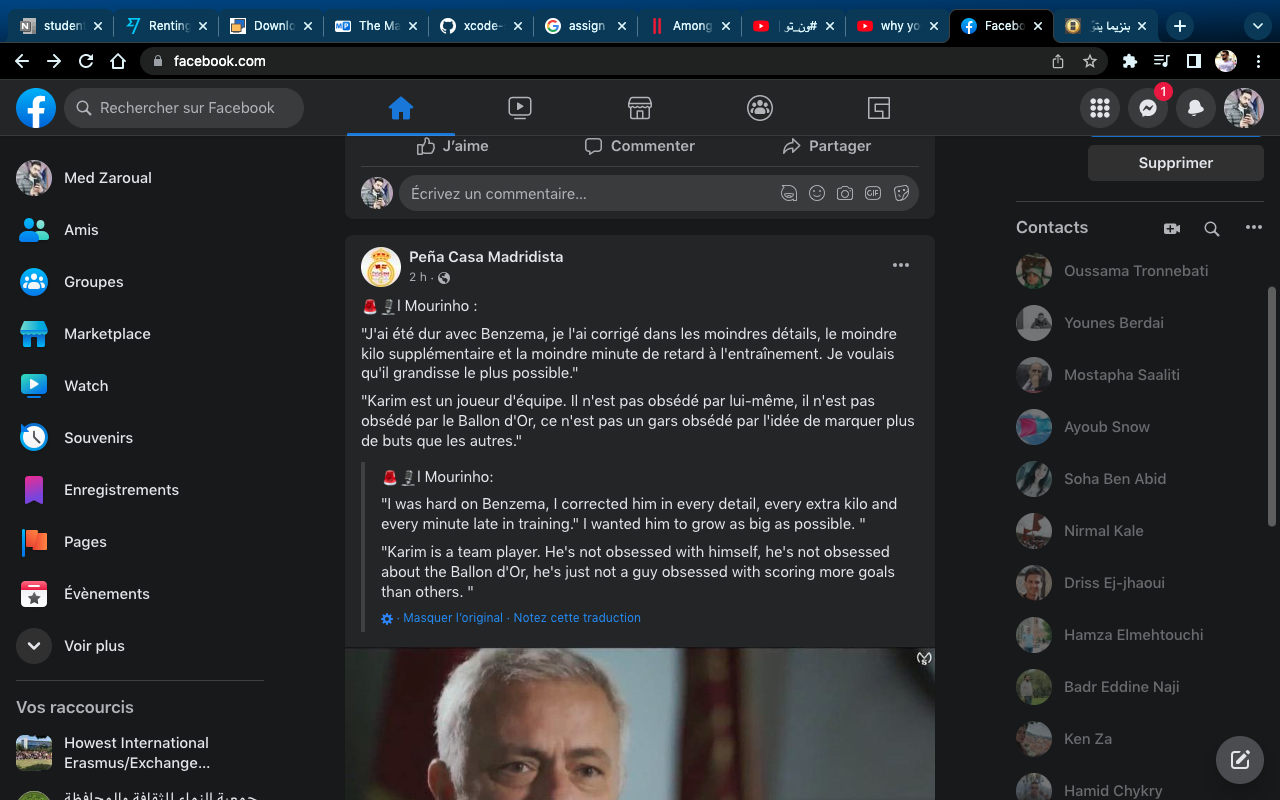 student
Renting
Downlo
The Ma
xcode-
assign
Among
#ون_تو
why yo
Facebo
بنزيما يتـ
facebook.com
Rechercher sur Facebook
1
J’aime
Commenter
Partager
Écrivez un commentaire...
GIF
Med Zaroual
Amis
Groupes
Marketplace
Watch
Souvenirs
Enregistrements
Pages
Évènements
Voir plus
Vos raccourcis
Howest International
Erasmus/Exchange...
جمعية النماء للثقافة والمحافظة
Peña Casa Madridista
2 h ·
🚨🎙️l Mourinho :
"J'ai été dur avec Benzema, je l'ai corrigé dans les moindres détails, le moindre
kilo supplémentaire et la moindre minute de retard à l'entraînement. Je voulais
qu'il grandisse le plus possible."
"Karim est un joueur d'équipe. Il n'est pas obsédé par lui-même, il n'est pas
obsédé par le Ballon d'Or, ce n'est pas un gars obsédé par l'idée de marquer plus
de buts que les autres."
🚨🎙️l Mourinho:
"I was hard on Benzema, I corrected him in every detail, every extra kilo and
every minute late in training." I wanted him to grow as big as possible. "
"Karim is a team player. He's not obsessed with himself, he's not obsessed
about the Ballon d'Or, he's just not a guy obsessed with scoring more goals
than others. "
· Masquer l’original · Notez cette traduction
Supprimer
Contacts
Oussama Tronnebati
Younes Berdai
Mostapha Saaliti
Ayoub Snow
Soha Ben Abid
Nirmal Kale
Driss Ej-jhaoui
Hamza Elmehtouchi
Badr Eddine Naji
Ken Za
Hamid Chykry